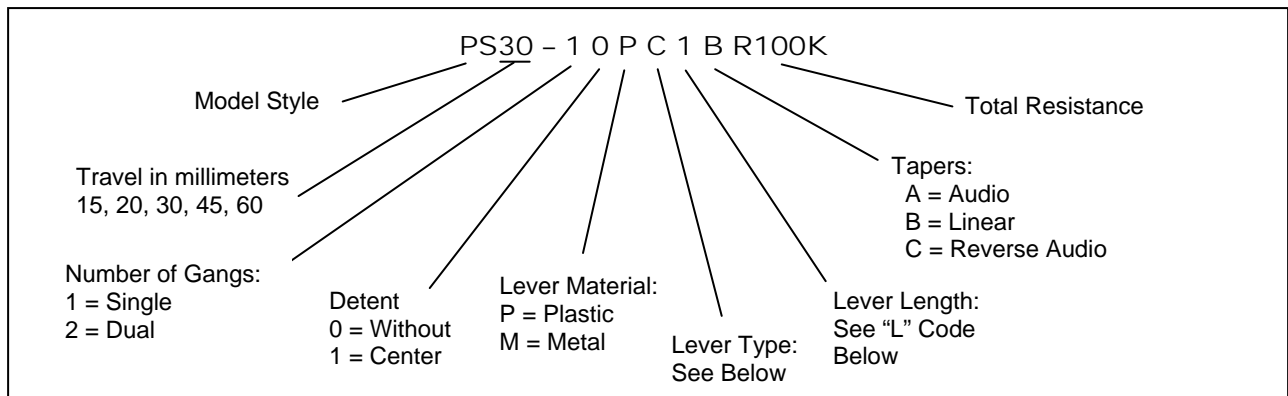 PS30 – 1 0 P C 1 B R100K
Model Style
Total Resistance
Travel in millimeters
15, 20, 30, 45, 60
Tapers:
A = Audio
B = Linear
C = Reverse Audio
Number of Gangs:
1 = Single
2 = Dual
Detent
0 = Without
1 = Center
Lever Material:
P = Plastic
M = Metal
Lever Type:
See Below
Lever Length:
See “L” Code
Below